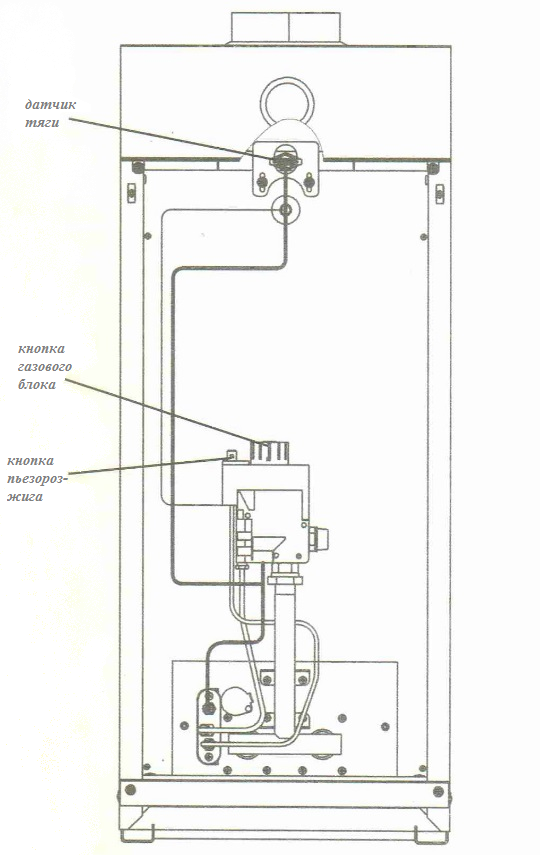 датчик
тяги
кнопка
газового
блока
кнопка
пьезороз-
жига